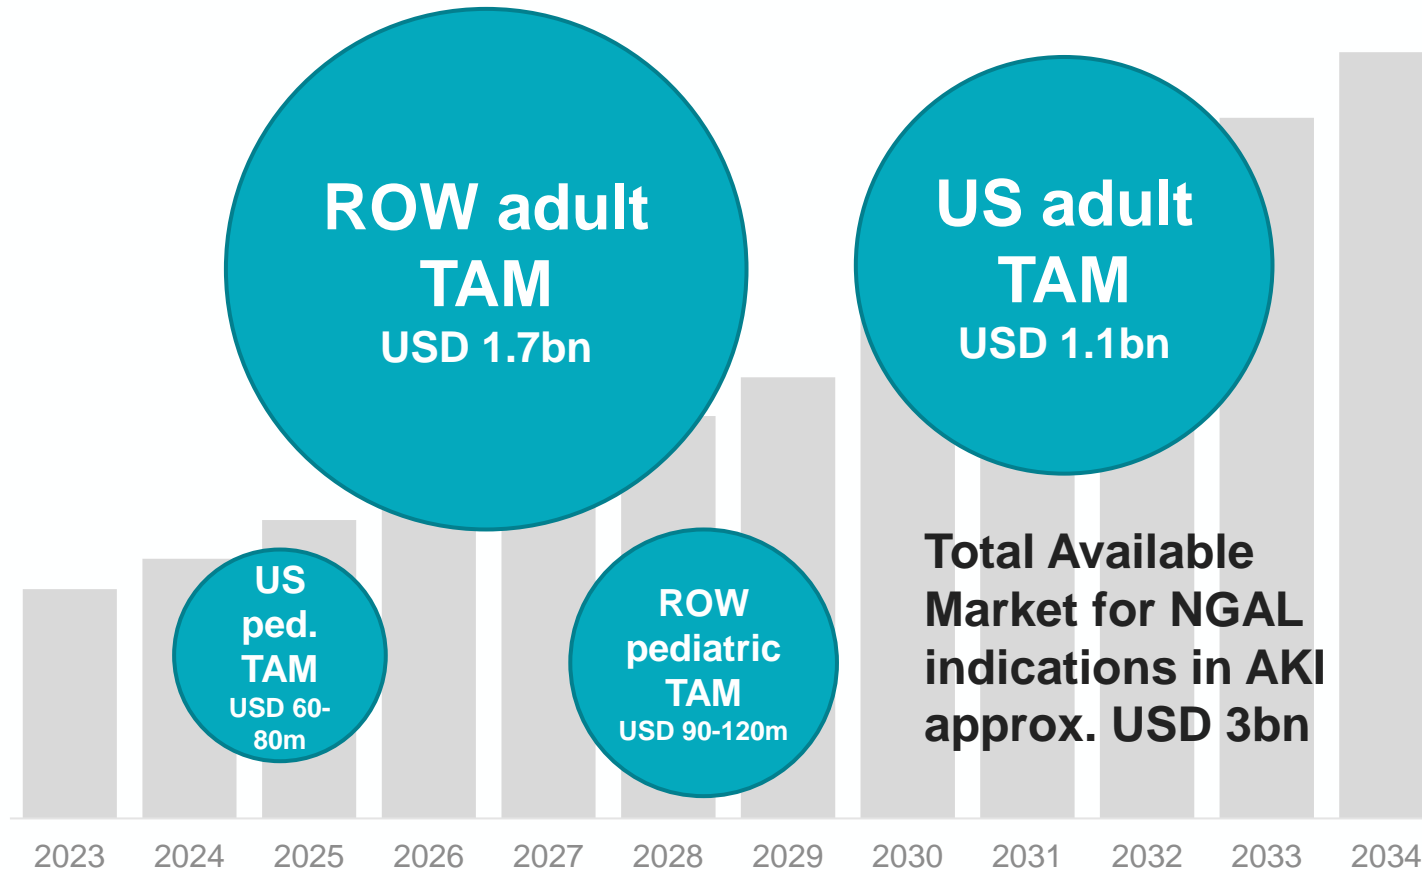 ROW adult
TAM
USD 1.7bn
US adult
TAM
USD 1.1bn
US
ped.
TAM
USD 60-
80m
ROW
pediatric
TAM
USD 90-120m
Total Available
Market for NGAL
indications in AKI
approx. USD 3bn
2023 2024 2025 2026 2027 2028 2029 2030 2031 2032 2033 2034